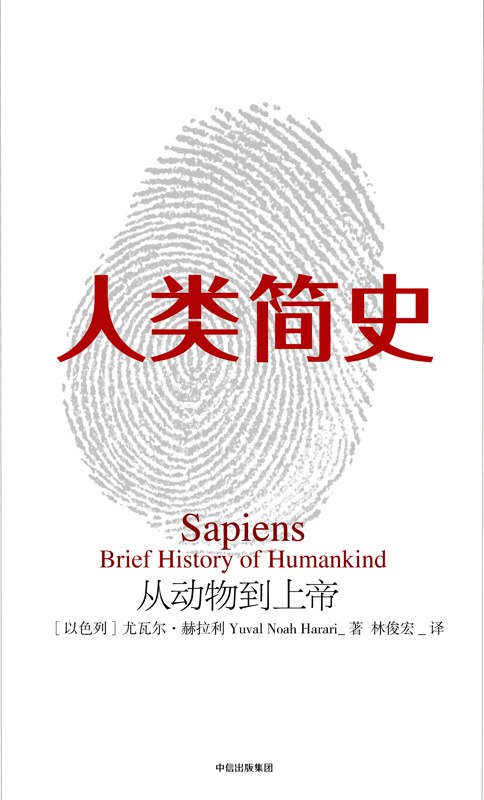 人类简史
Sapiens
Brief History of Humankind
从动物到上帝
[以色列] 尤瓦尔·赫拉利 Yuval Noah Harari_ 著 林俊宏 _ 译
中信出版集团